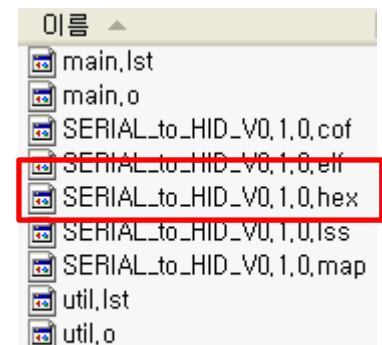 이름
main,lst
main,o
SERIAL_to_HID_V0,1,0,cof
SERIAL_to_HID_V0,1,0,elf
SERIAL_to_HID_V0,1,0,hex
SERIAL_to_HID_V0,1,0,lss
SERIAL_to_HID_V0,1,0,map
util,lst
util,o